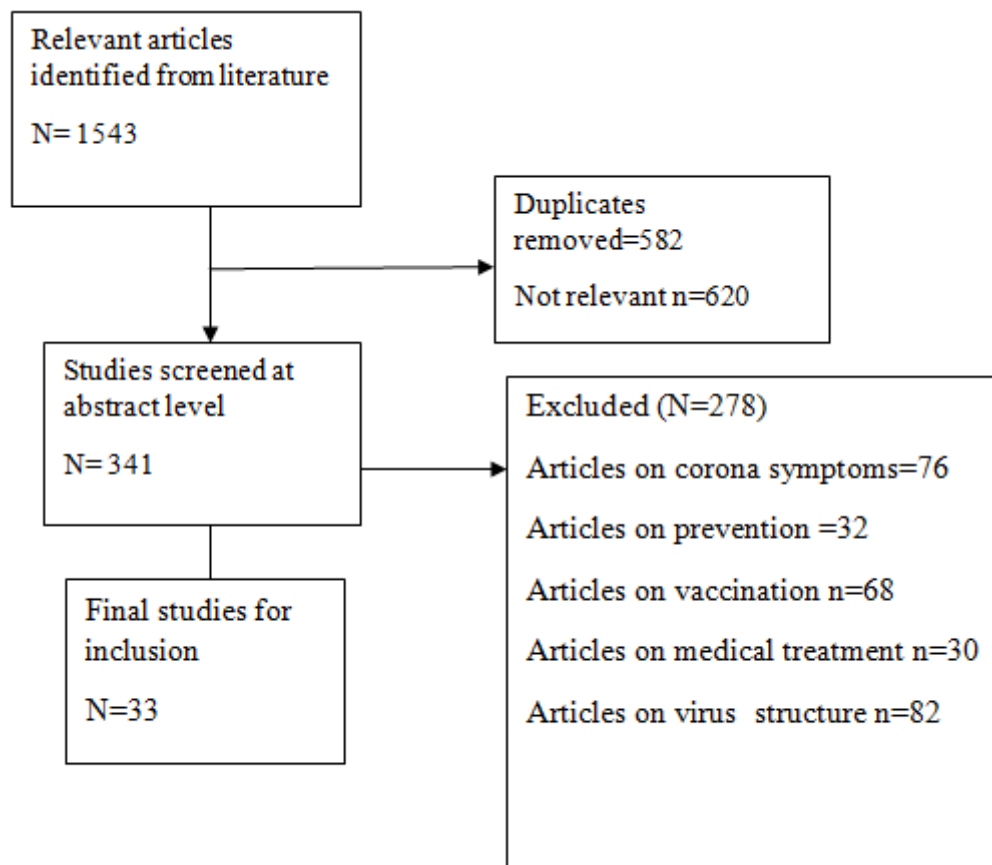 Relevant articles
identified from literature
N= 1543
Duplicates
removed=582
Not relevant n=620
Studies screened at
abstract level
N= 341
Excluded (N=278)
Articles on corona symptoms=76
Articles on prevention =32
Articles on vaccination n=68
Articles on medical treatment n=30
Articles on virus structure n=82
Final studies for
inclusion
N=33